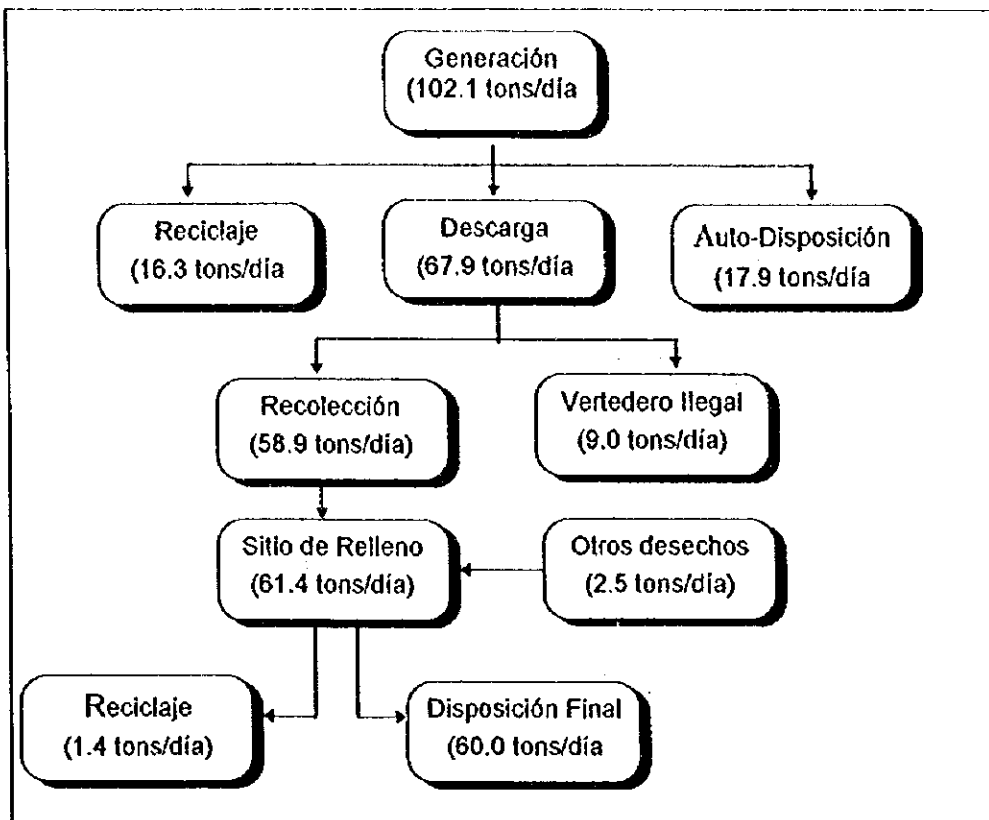 Generación
(102.1 tons/día
Reciclaje
(16.3 tons/día
Descarga
(67.9 tons/día
Auto-Disposición
(17.9 tons/día
Recolección
(58.9 tons/día)
Vertedero Ilegal
(9.0 tons/día)
Sitio de Relleno
(61.4 tons/día)
Otros desechos
(2.5 tons/día)
Reciclaje
(1.4 tons/día)
Disposición Final
(60.0 tons/día